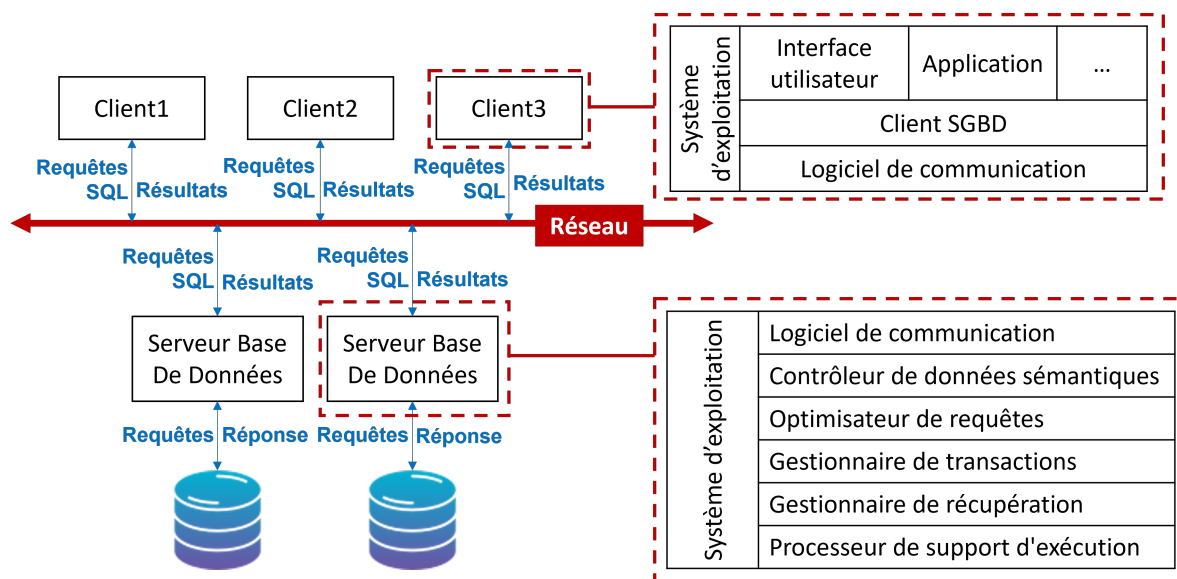 Client1
Client2
Client3
Requêtes
SQL
Résultats
Requêtes
SQL
Résultats
Requêtes
SQL
Résultats
Réseau
Requêtes
SQL
Résultats
Requêtes
SQL
Résultats
Serveur Base
De Données
Serveur Base
De Données
Requêtes
Réponse
Requêtes
Réponse
Système
d'exploitation
Interface
utilisateur
Application
...
Client SGBD
Logiciel de communication
Système d'exploitation
Logiciel de communication
Contrôleur de données sémantiques
Optimisateur de requêtes
Gestionnaire de transactions
Gestionnaire de récupération
Processeur de support d'exécution